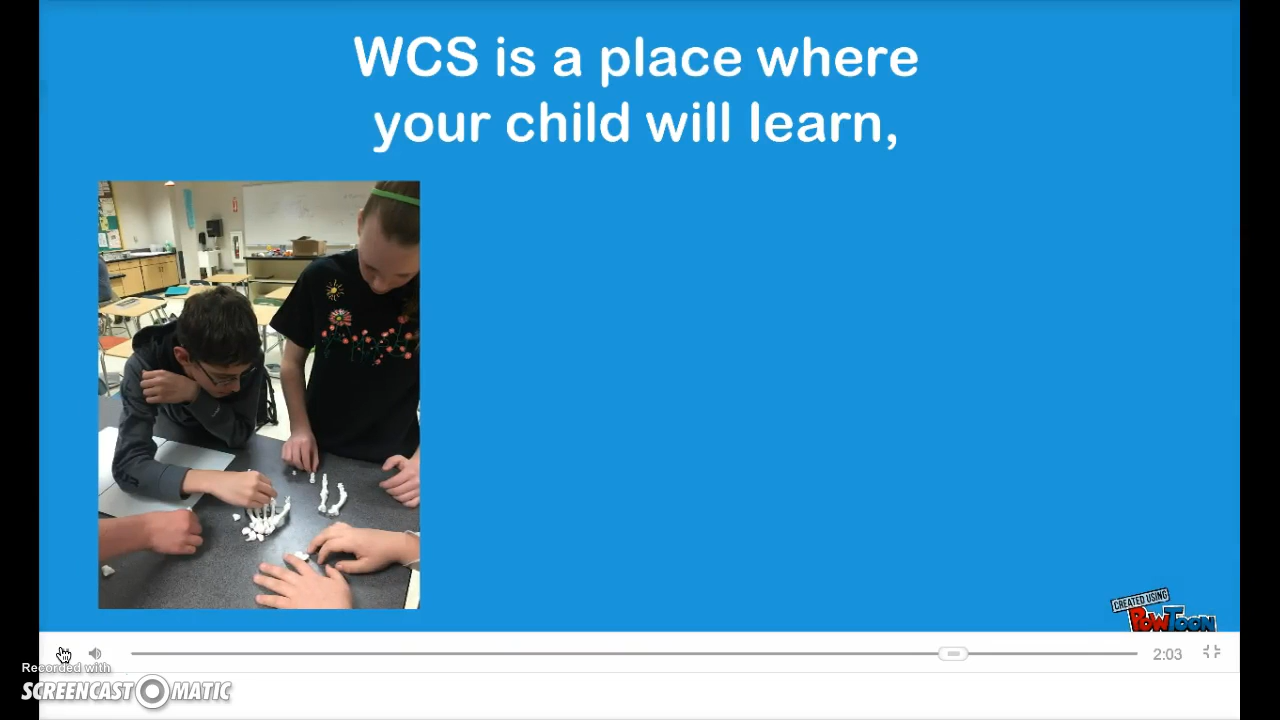 WCS is a place where
your child will learn,
CREATED USING
POWTOON
2:03
Recorded with
SCREENCAST O MATIC